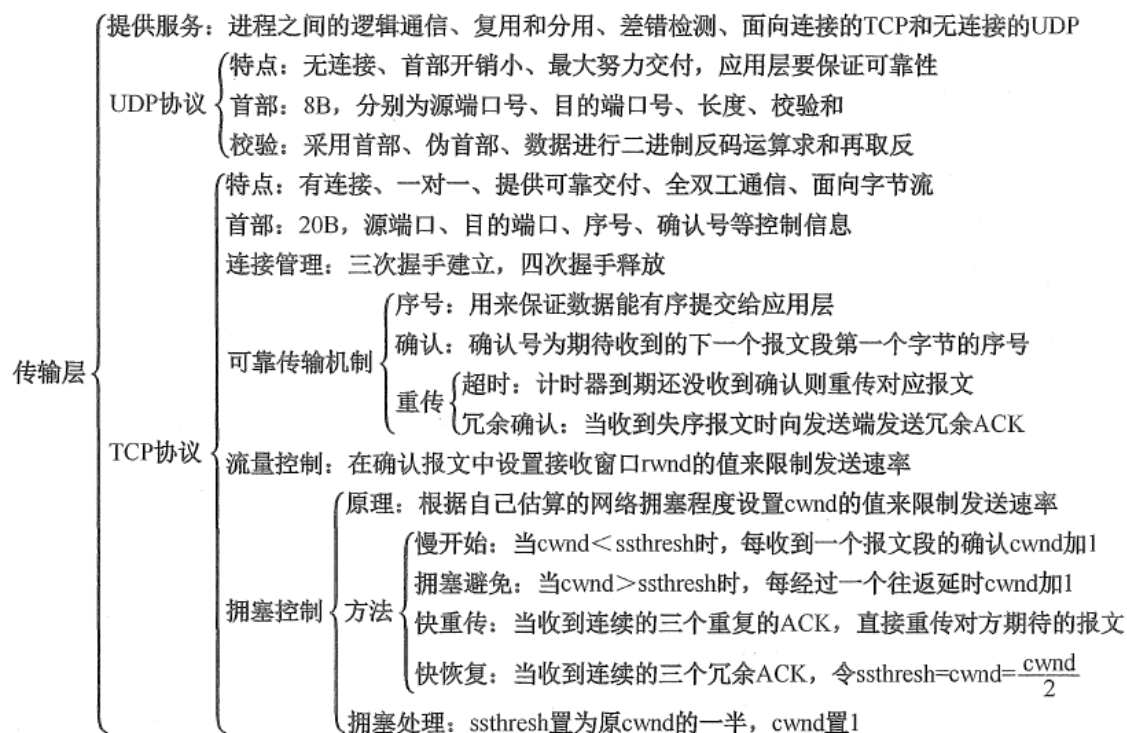 提供服务：进程之间的逻辑通信、复用和分用、差错检测、面向连接的TCP和无连接的UDP
UDP协议
特点：无连接、首部开销小、最大努力交付，应用层要保证可靠性
首部：8B，分别为源端口号、目的端口号、长度、校验和
校验：采用首部、伪首部、数据进行二进制反码运算求和再取反
传输层
TCP协议
特点：有连接、一对一、提供可靠交付、全双工通信、面向字节流
首部：20B，源端口、目的端口、序号、确认号等控制信息
连接管理：三次握手建立，四次握手释放
可靠传输机制
序号：用来保证数据能有序提交给应用层
确认：确认号为期待收到的下一个报文段第一个字节的序号
重传
超时：计时器到期还没收到确认则重传对应报文
冗余确认：当收到失序报文时向发送端发送冗余ACK
流量控制：在确认报文中设置接收窗口rwnd的值来限制发送速率
拥塞控制
原理：根据自己估算的网络拥塞程度设置cwnd的值来限制发送速率
方法
慢开始：当cwnd＜ssthresh时，每收到一个报文段的确认cwnd加1
拥塞避免：当cwnd＞ssthresh时，每经过一个往返延时cwnd加1
快重传：当收到连续的三个重复的ACK，直接重传对方期待的报文
快恢复：当收到连续的三个冗余ACK，令ssthresh=cwnd=cwnd/2
拥塞处理：ssthresh置为原cwnd的一半，cwnd置1